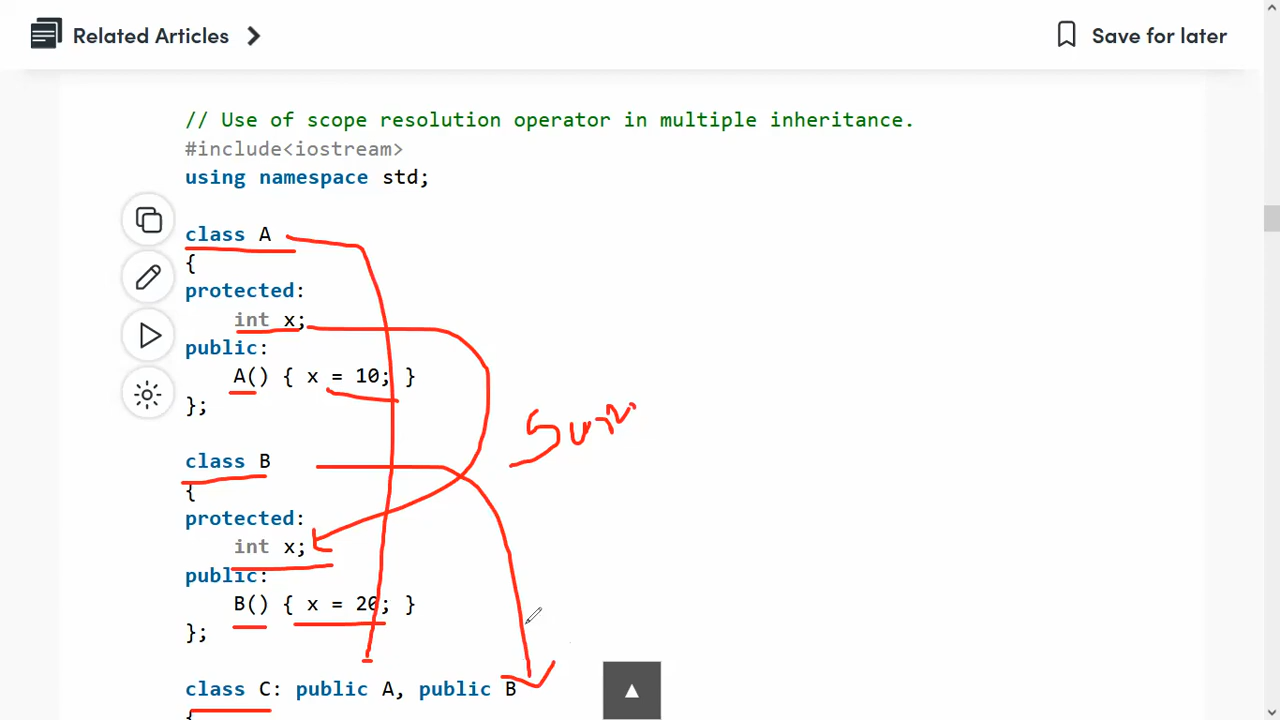 Related Articles
Save for later
// Use of scope resolution operator in multiple inheritance.
#include<iostream>
using namespace std;
class A
{
protected:
int x;
public:
A() { x = 10; }
};
class B
{
protected:
int x;
public:
B() { x = 20; }
};
class C: public A, public B
{